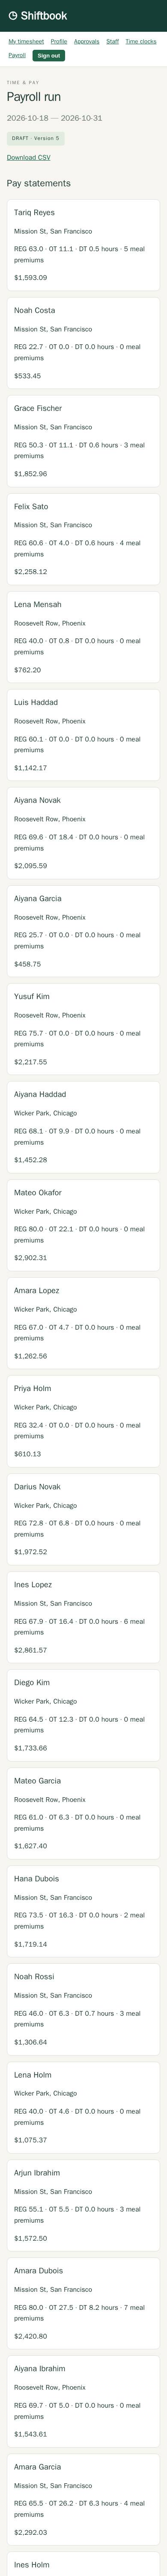 Shiftbook
My timesheet Profile Approvals Staff Time clocks
Payroll Sign out
TIME & PAY
Payroll run
2026-10-18 — 2026-10-31
DRAFT · Version 5
Download CSV
Pay statements
Tariq Reyes
Mission St, San Francisco
REG 63.0 · OT 11.1 · DT 0.5 hours · 5 meal
premiums
$1,593.09
Noah Costa
Mission St, San Francisco
REG 22.7 · OT 0.0 · DT 0.0 hours · 0 meal
premiums
$533.45
Grace Fischer
Mission St, San Francisco
REG 50.3 · OT 11.1 · DT 0.6 hours · 3 meal
premiums
$1,852.96
Felix Sato
Mission St, San Francisco
REG 60.6 · OT 4.0 · DT 0.6 hours · 4 meal
premiums
$2,258.12
Lena Mensah
Roosevelt Row, Phoenix
REG 40.0 · OT 0.8 · DT 0.0 hours · 0 meal
premiums
$762.20
Luis Haddad
Roosevelt Row, Phoenix
REG 60.1 · OT 0.0 · DT 0.0 hours · 0 meal
premiums
$1,142.17
Aiyana Novak
Roosevelt Row, Phoenix
REG 69.6 · OT 18.4 · DT 0.0 hours · 0 meal
premiums
$2,095.59
Aiyana Garcia
Roosevelt Row, Phoenix
REG 25.7 · OT 0.0 · DT 0.0 hours · 0 meal
premiums
$458.75
Yusuf Kim
Roosevelt Row, Phoenix
REG 75.7 · OT 0.0 · DT 0.0 hours · 0 meal
premiums
$2,217.55
Aiyana Haddad
Wicker Park, Chicago
REG 68.1 · OT 9.9 · DT 0.0 hours · 0 meal
premiums
$1,452.28
Mateo Okafor
Wicker Park, Chicago
REG 80.0 · OT 22.1 · DT 0.0 hours · 0 meal
premiums
$2,902.31
Amara Lopez
Wicker Park, Chicago
REG 67.0 · OT 4.7 · DT 0.0 hours · 0 meal
premiums
$1,262.56
Priya Holm
Wicker Park, Chicago
REG 32.4 · OT 0.0 · DT 0.0 hours · 0 meal
premiums
$610.13
Darius Novak
Wicker Park, Chicago
REG 72.8 · OT 6.8 · DT 0.0 hours · 0 meal
premiums
$1,972.52
Ines Lopez
Mission St, San Francisco
REG 67.9 · OT 16.4 · DT 0.0 hours · 6 meal
premiums
$2,861.57
Diego Kim
Wicker Park, Chicago
REG 64.5 · OT 12.3 · DT 0.0 hours · 0 meal
premiums
$1,733.66
Mateo Garcia
Roosevelt Row, Phoenix
REG 61.0 · OT 6.3 · DT 0.0 hours · 0 meal
premiums
$1,627.40
Hana Dubois
Mission St, San Francisco
REG 73.5 · OT 16.3 · DT 0.0 hours · 2 meal
premiums
$1,719.14
Noah Rossi
Mission St, San Francisco
REG 46.0 · OT 6.3 · DT 0.7 hours · 3 meal
premiums
$1,306.64
Lena Holm
Wicker Park, Chicago
REG 40.0 · OT 4.6 · DT 0.0 hours · 0 meal
premiums
$1,075.37
Arjun Ibrahim
Mission St, San Francisco
REG 55.1 · OT 5.5 · DT 0.0 hours · 3 meal
premiums
$1,572.50
Amara Dubois
Mission St, San Francisco
REG 80.0 · OT 27.5 · DT 8.2 hours · 7 meal
premiums
$2,420.80
Aiyana Ibrahim
Roosevelt Row, Phoenix
REG 69.7 · OT 5.0 · DT 0.0 hours · 0 meal
premiums
$1,543.61
Amara Garcia
Mission St, San Francisco
REG 65.5 · OT 26.2 · DT 6.3 hours · 4 meal
premiums
$2,292.03
Ines Holm